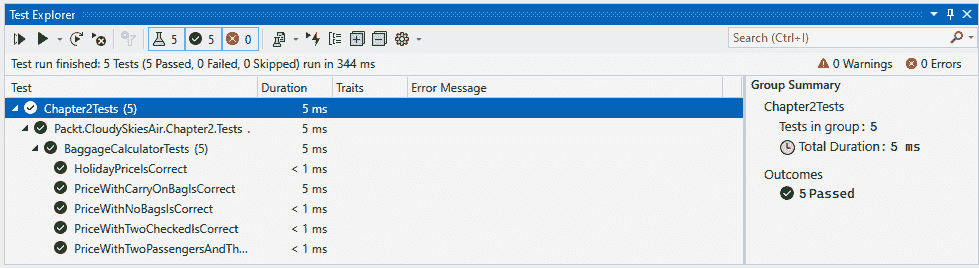 Test Explorer
5 5 0 Search (Ctrl+I)
Test run finished: 5 Tests (5 Passed, 0 Failed, 0 Skipped) run in 344 ms 0 Warnings 0 Errors
Test Duration Traits Error Message Group Summary
Chapter2Tests (5) 5 ms
Packt.CloudySkiesAir.Chapter2.Tests . 5 ms
BaggageCalculatorTests (5) 5 ms
HolidayPriceIsCorrect < 1 ms
PriceWithCarryOnBagIsCorrect 5 ms
PriceWithNoBagsIsCorrect < 1 ms
PriceWithTwoCheckedIsCorrect < 1 ms
PriceWithTwoPassengersAndTh... < 1 ms
Chapter2Tests
Tests in group: 5
Total Duration: 5 ms
Outcomes
5 Passed